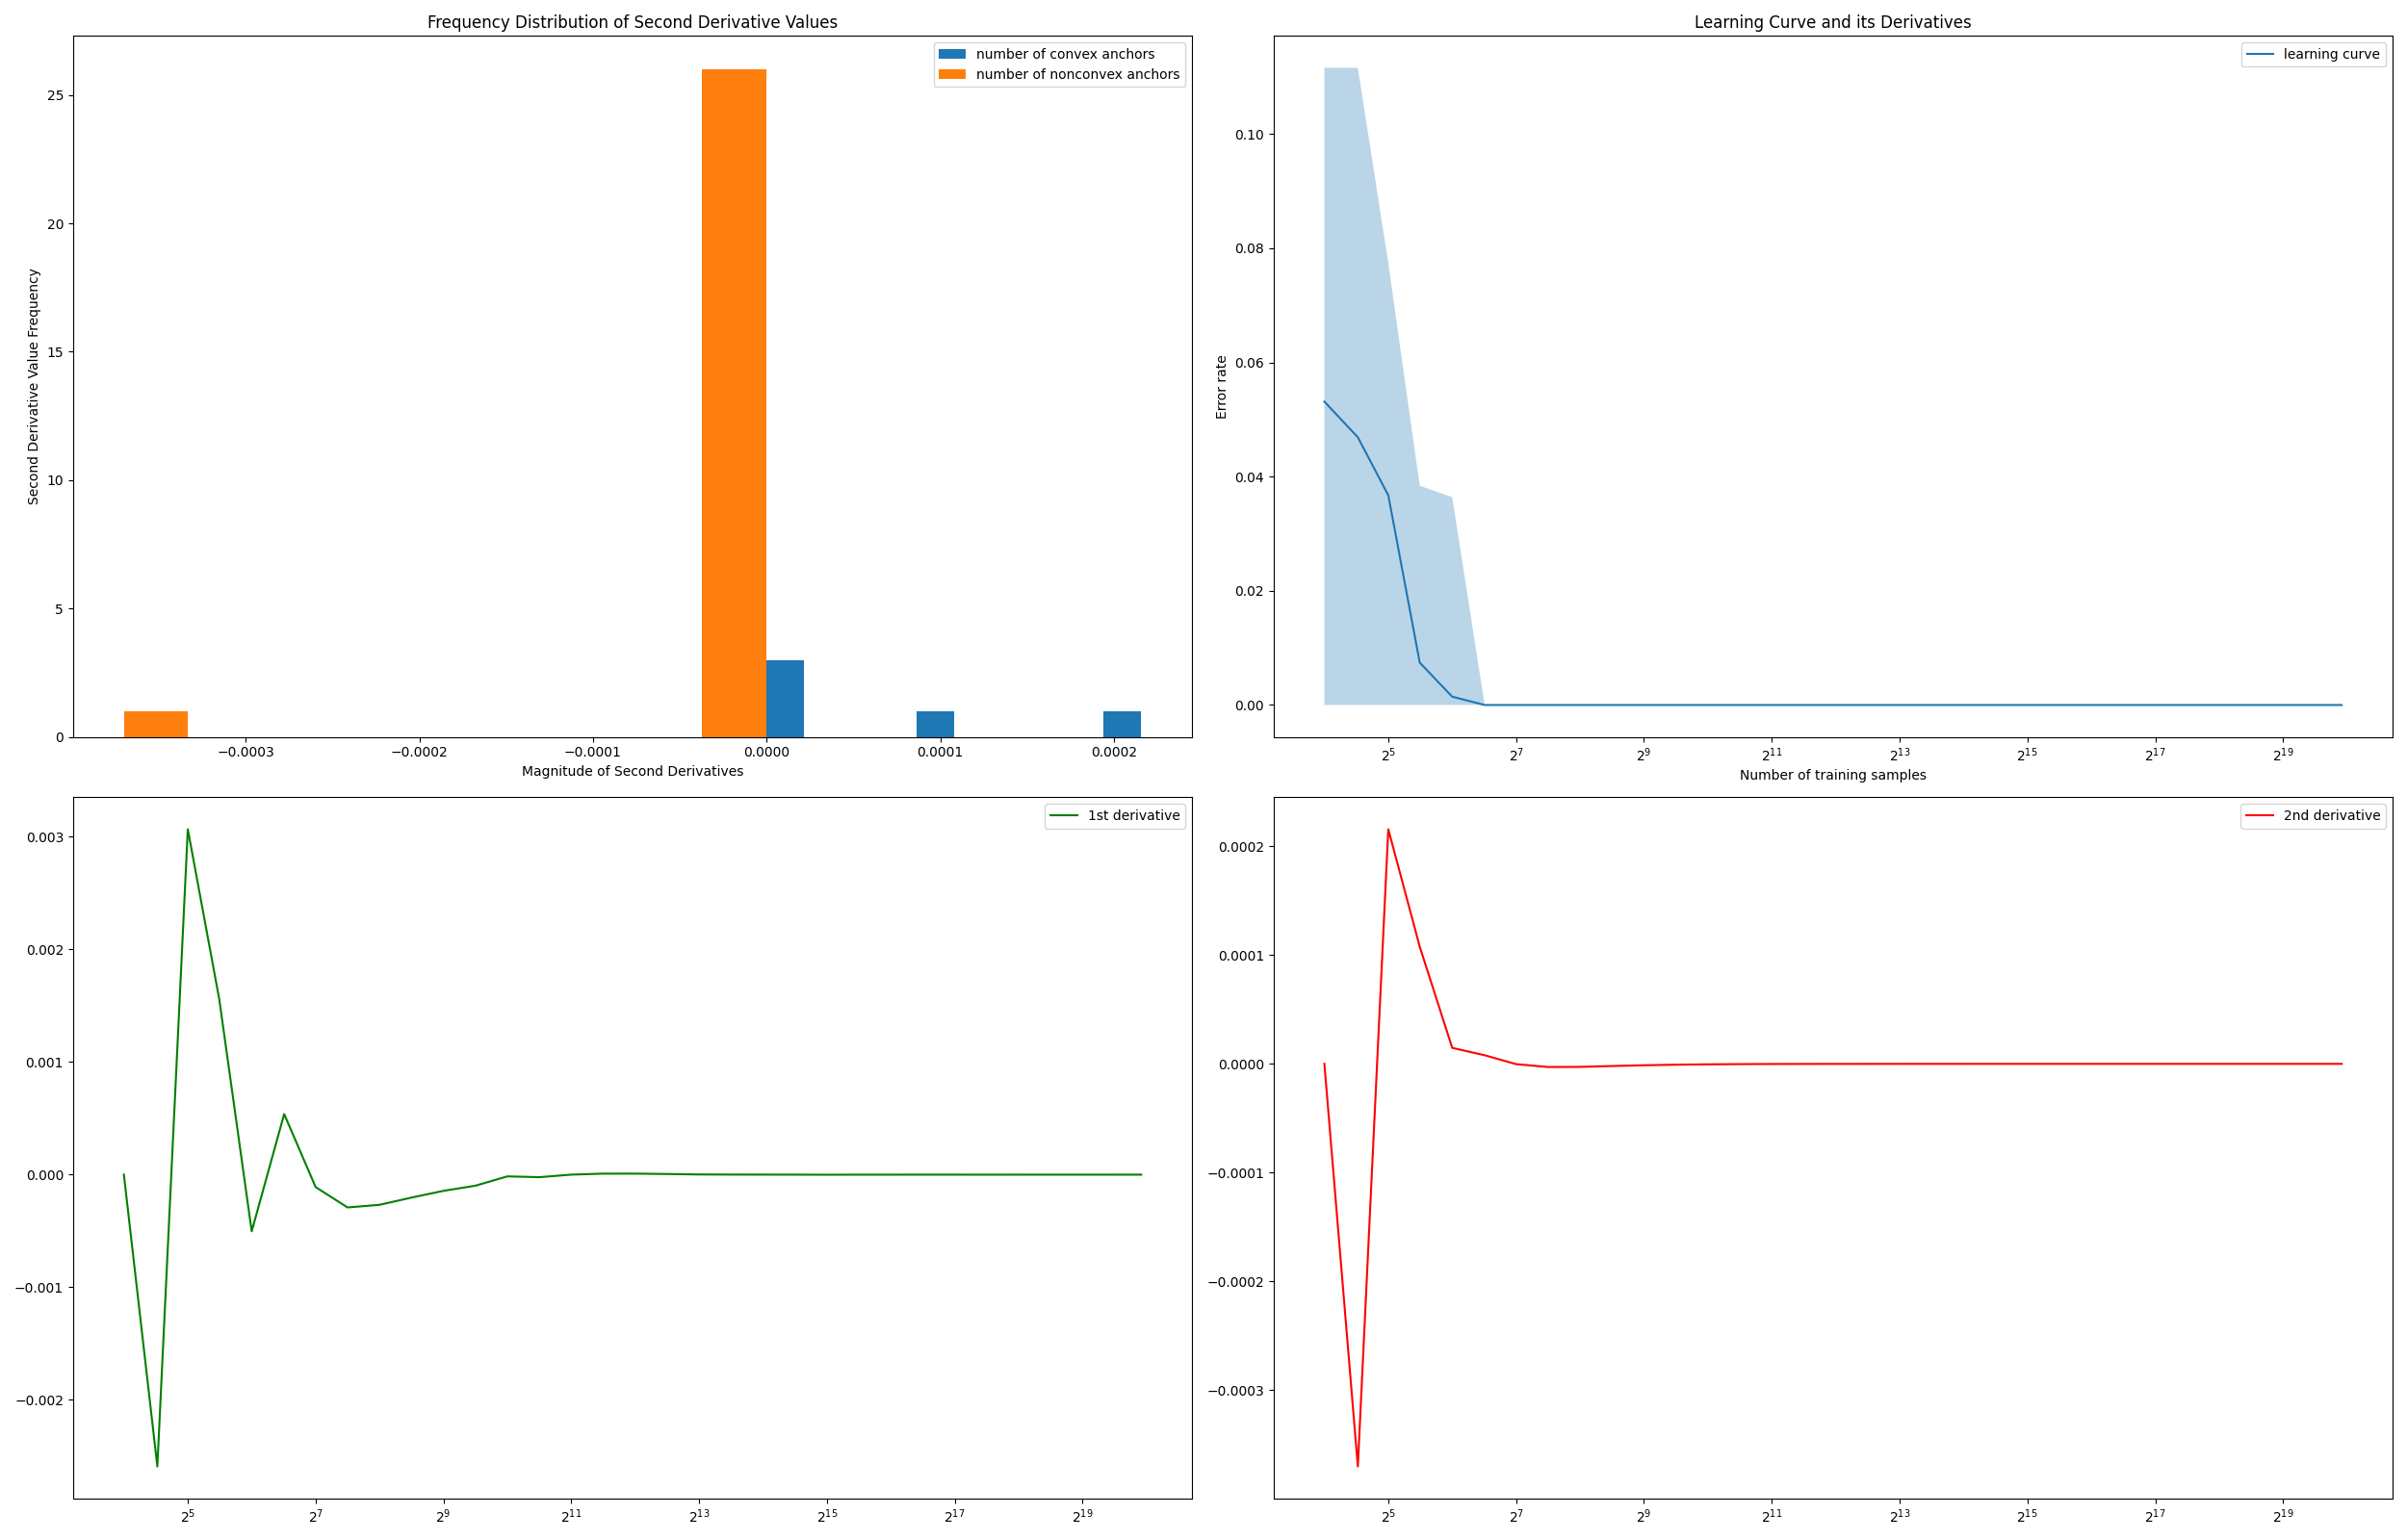 Frequency Distribution of Second Derivative Values
number of convex anchors
number of nonconvex anchors
Second Derivative Value Frequency
25
20
15
10
5
0
−0.0003 −0.0002 −0.0001 0.0000 0.0001 0.0002
Magnitude of Second Derivatives
Learning Curve and its Derivatives
learning curve
Error rate
0.10
0.08
0.06
0.04
0.02
0.00
2^5 2^7 2^9 2^11 2^13 2^15 2^17 2^19
Number of training samples
1st derivative
0.003
0.002
0.001
0.000
−0.001
−0.002
2^5 2^7 2^9 2^11 2^13 2^15 2^17 2^19
2nd derivative
0.0002
0.0001
0.0000
−0.0001
−0.0002
−0.0003
2^5 2^7 2^9 2^11 2^13 2^15 2^17 2^19